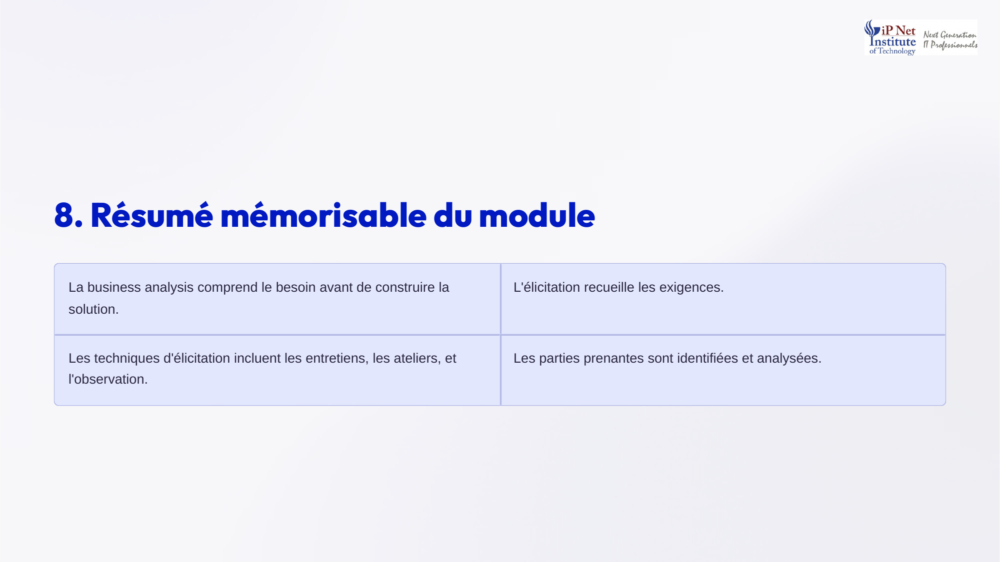 iP Net
Institute
of Technology
Next Generation
IT Professionnels
8. Résumé mémorisable du module
La business analysis comprend le besoin avant de construire la
solution.
L'élicitation recueille les exigences.
Les techniques d'élicitation incluent les entretiens, les ateliers, et
l'observation.
Les parties prenantes sont identifiées et analysées.